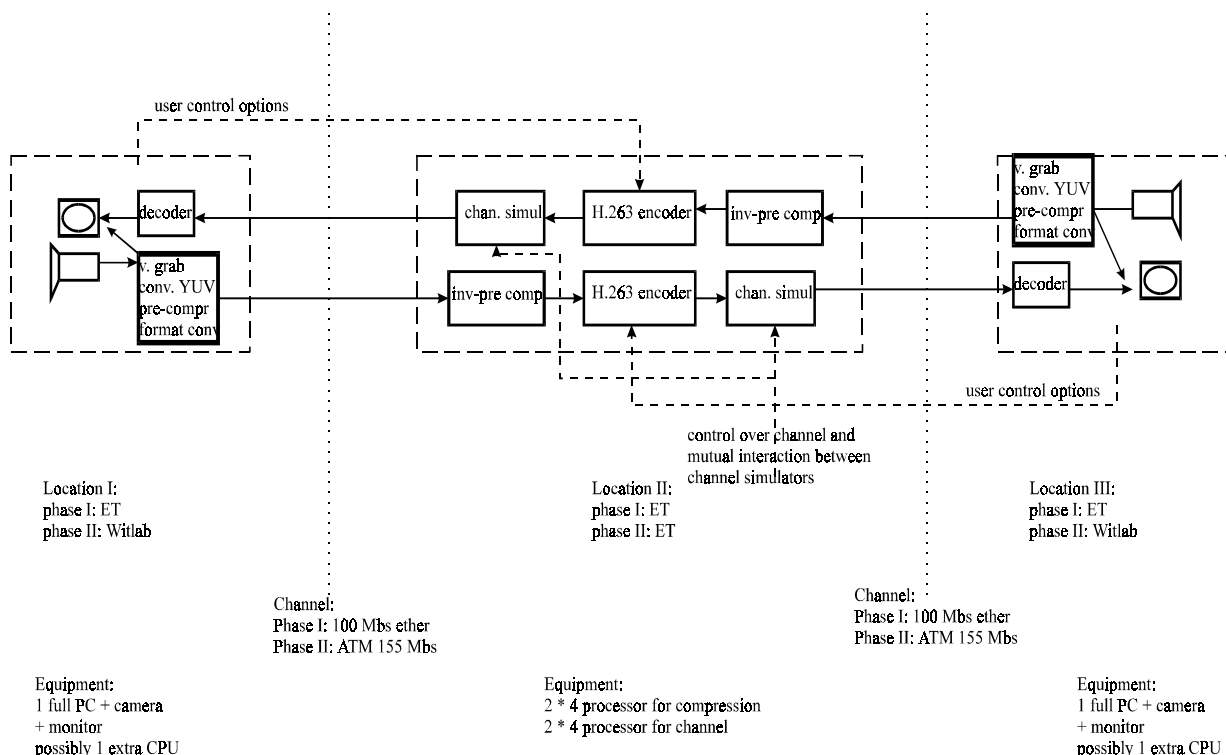 user control options
v. grab
conv. YUV
pre-compr
format conv
decoder
chan. simul
H.263 encoder
inv-pre comp
v. grab
conv. YUV
pre-compr
format conv
inv-pre comp
H.263 encoder
chan. simul
decoder
user control options
control over channel and
mutual interaction between
channel simulators
Location I:
phase I: ET
phase II: Witlab
Location II:
phase I: ET
phase II: ET
Location III:
phase I: ET
phase II: Witlab
Channel:
Phase I: 100 Mbs ether
Phase II: ATM 155 Mbs
Channel:
Phase I: 100 Mbs ether
Phase II: ATM 155 Mbs
Equipment:
1 full PC + camera
+ monitor
possibly 1 extra CPU
Equipment:
2 * 4 processor for compression
2 * 4 processor for channel
Equipment:
1 full PC + camera
+ monitor
possibly 1 extra CPU